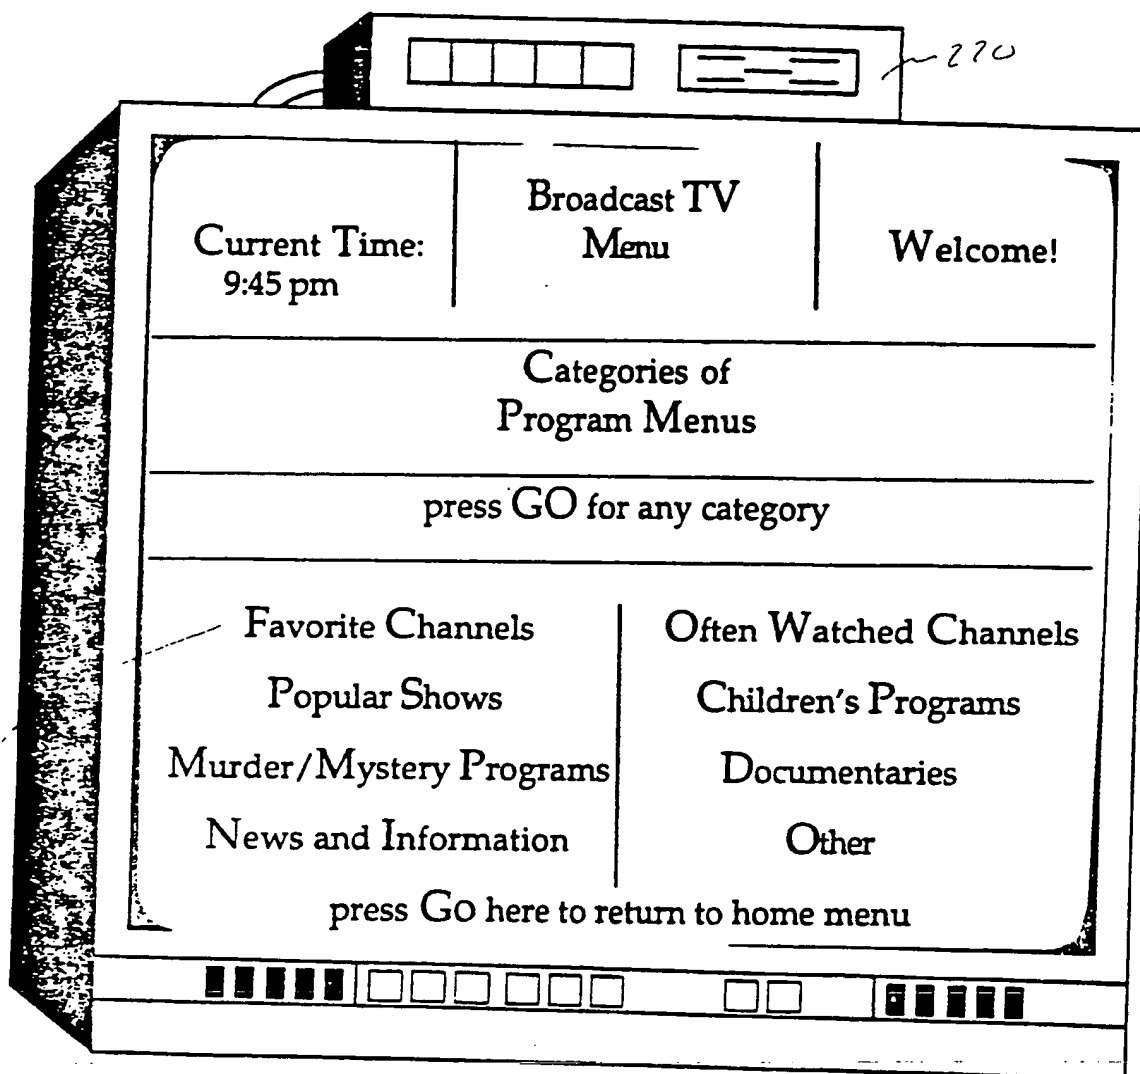 220
Broadcast TV
Menu
Current Time:
9:45 pm
Welcome!
Categories of
Program Menus
press GO for any category
Favorite Channels
Often Watched Channels
Popular Shows
Children's Programs
Murder/Mystery Programs
Documentaries
News and Information
Other
press GO here to return to home menu